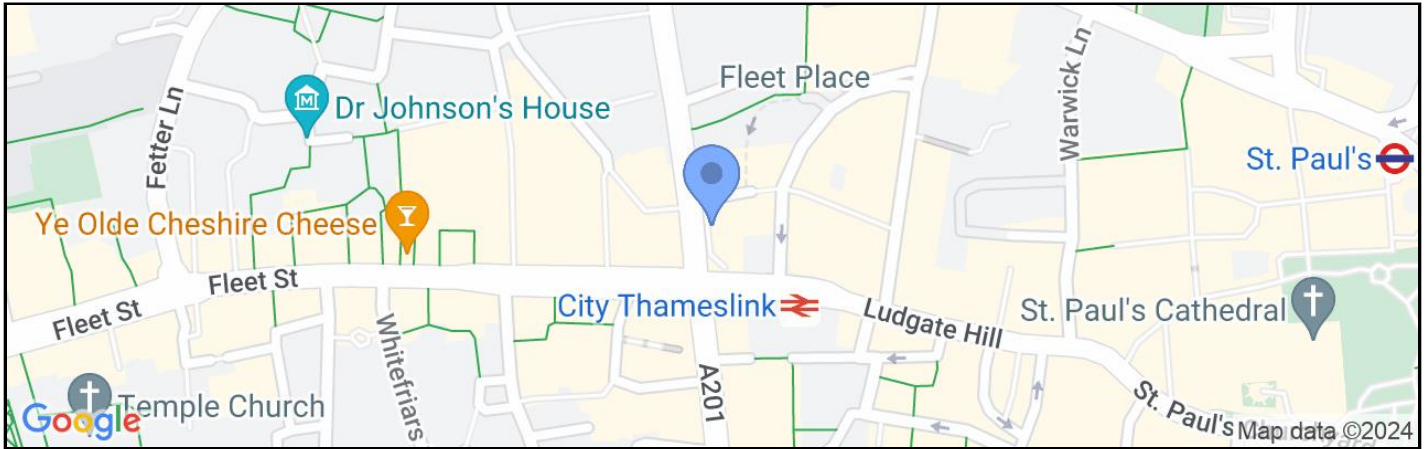 Fleet Place
Warwick Ln
Fetter Ln
Dr Johnson's House
St. Paul's
Ye Olde Cheshire Cheese
Fleet St
Fleet St
City Thameslink
Ludgate Hill
St. Paul's Cathedral
Whitefriars
A201
Temple Church
Google
St. Paul's
Map data ©2024